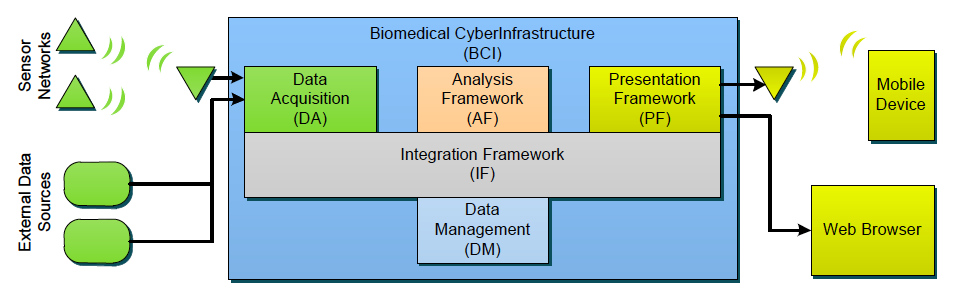 Sensor
Networks
External Data
Sources
Biomedical CyberInfrastructure
(BCI)
Data
Acquisition
(DA)
Analysis
Framework
(AF)
Presentation
Framework
(PF)
Integration Framework
(IF)
Data
Management
(DM)
Mobile
Device
Web Browser